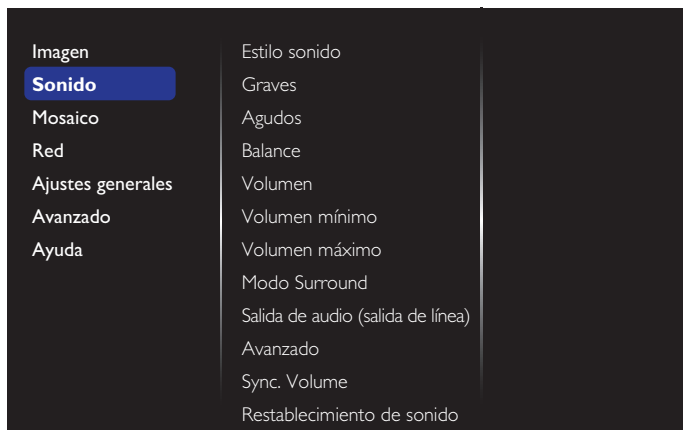 Imagen
Sonido
Mosaico
Red
Ajustes generales
Avanzado
Ayuda
Estilo sonido
Graves
Agudos
Balance
Volumen
Volumen mínimo
Volumen máximo
Modo Surround
Salida de audio (salida de línea)
Avanzado
Sync. Volume
Restablecimiento de sonido